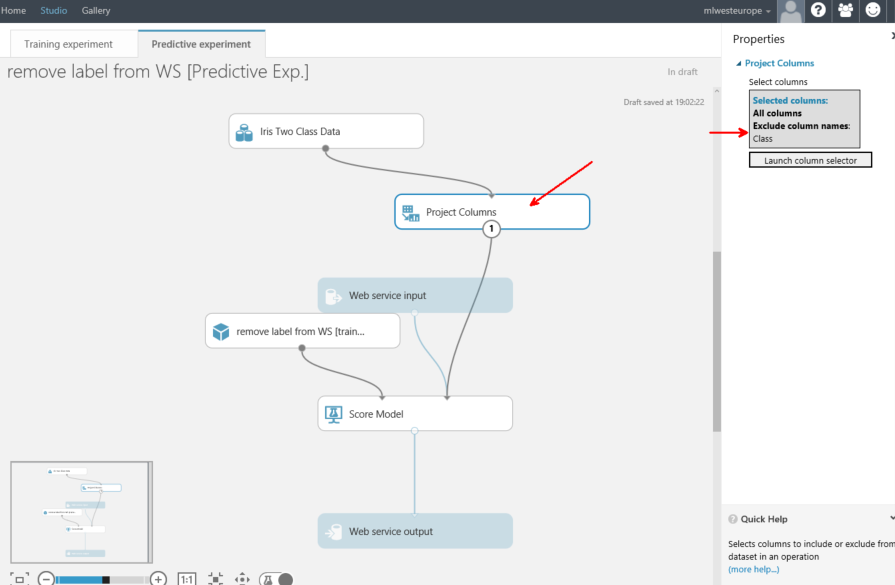 Home Studio Gallery mlwesteurope
Training experiment Predictive experiment
remove label from WS [Predictive Exp.] In draft
Draft saved at 19:02:22
Iris Two Class Data
Project Columns
1
Web service input
remove label from WS [train...
Score Model
Web service output
1:1
Properties
Project Columns
Select columns
Selected columns:
All columns
Exclude column names:
Class
Launch column selector
Quick Help
Selects columns to include or exclude from
dataset in an operation
(more help...)